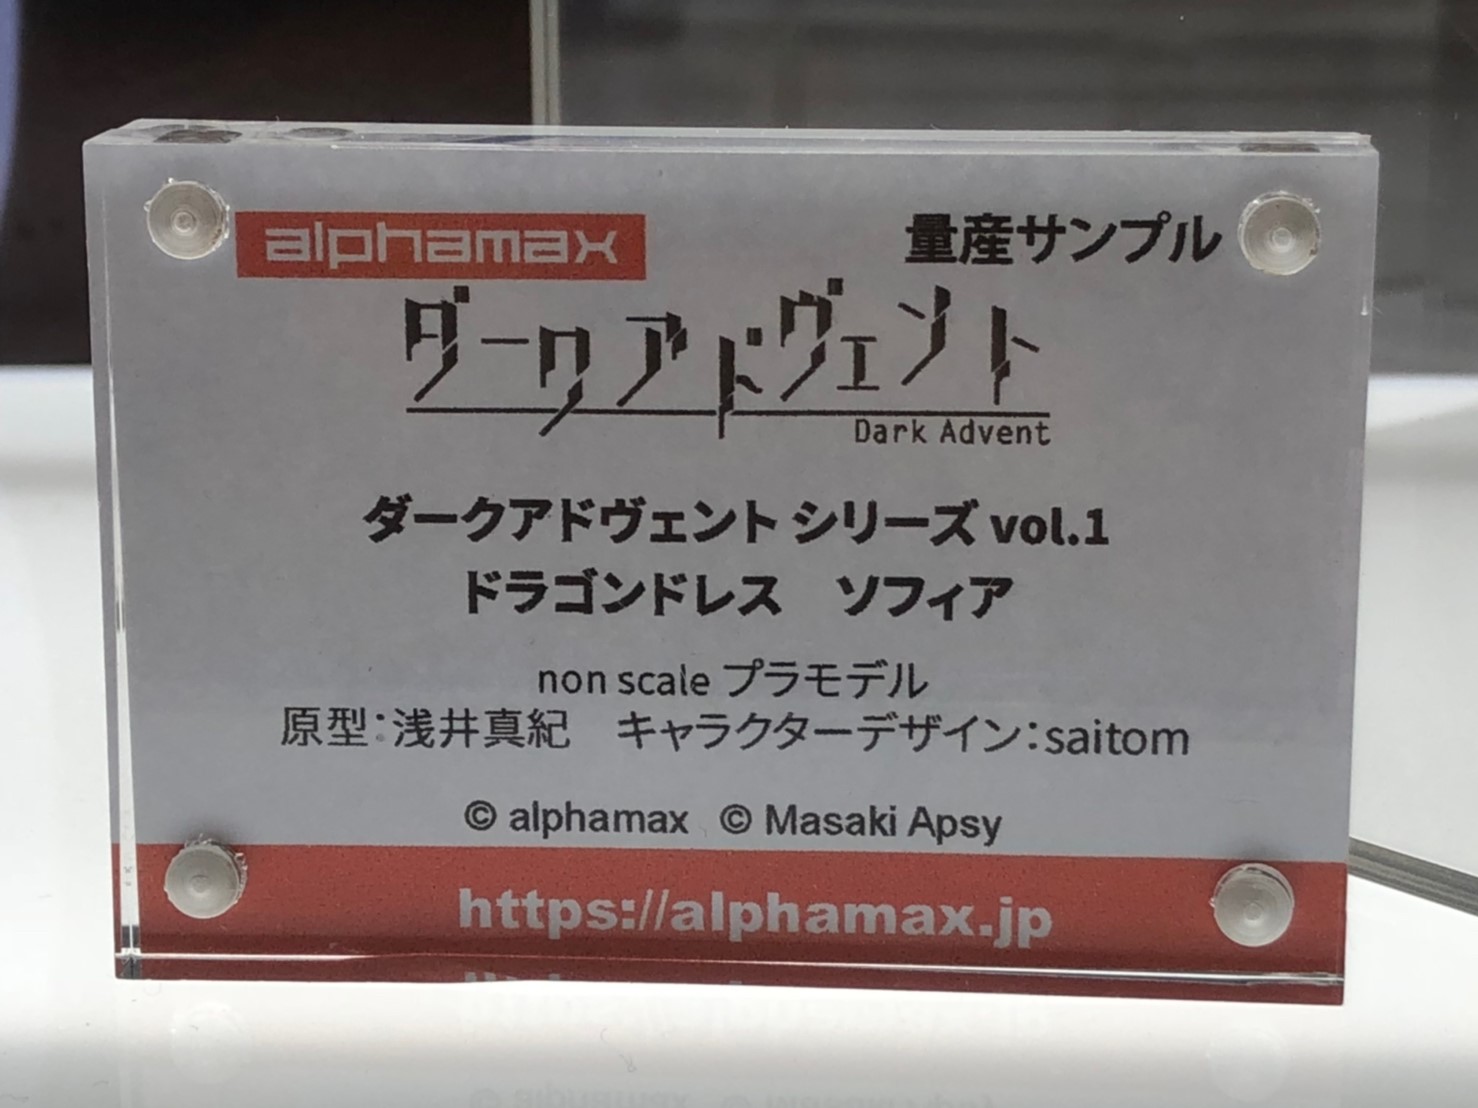 alphamax
量産サンプル
ダークアドヴェント
Dark Advent
ダークアドヴェント シリーズ vol.1
ドラゴンドレス　ソフィア
non scale プラモデル
原型：浅井真紀　キャラクターデザイン：saitom
© alphamax © Masaki Apsy
https://alphamax.jp